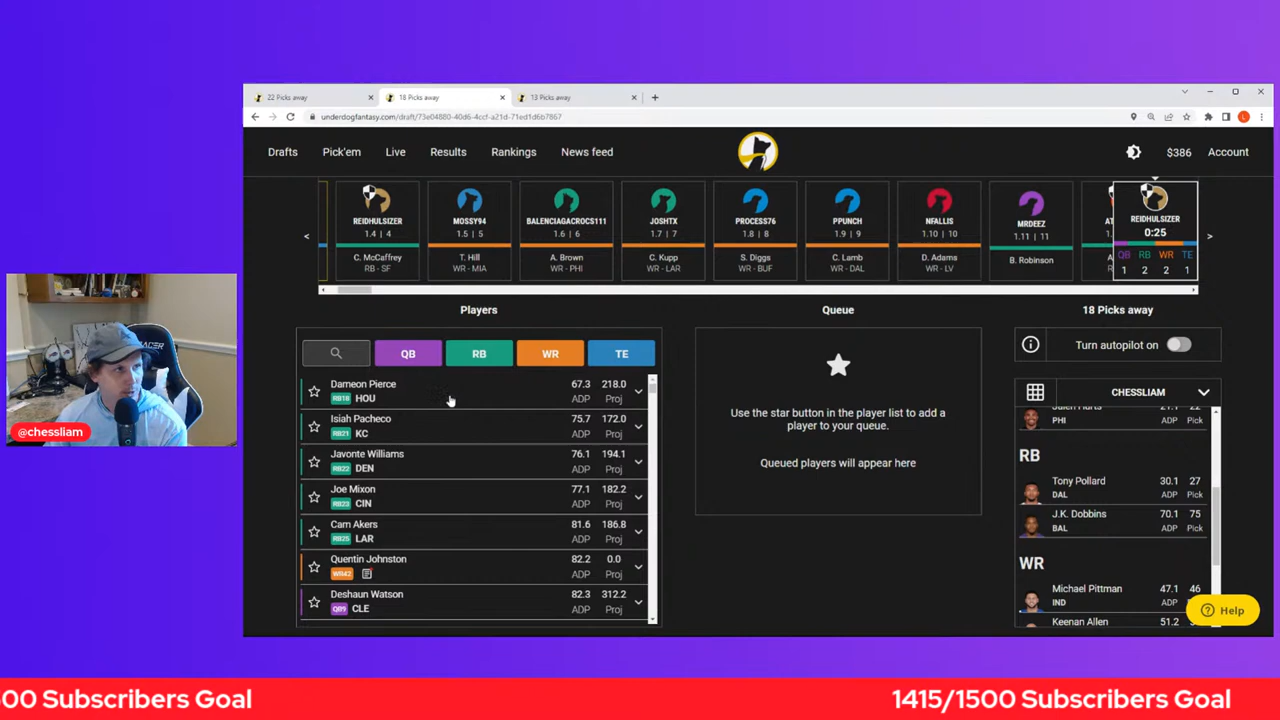 22 Picks away
18 Picks away
13 Picks away
underdogfantasy.com/draft/73e04880-40d6-4ccf-a21d-71ed1d6b7867
Drafts
Pick'em
Live
Results
Rankings
News feed
$386
Account
REIDHULSIZER
1.4 | 4
C. McCaffrey
RB - SF
MOSSY94
1.5 | 5
T. Hill
WR - MIA
BALENCIAGACROCS111
1.6 | 6
A. Brown
WR - PHI
JOSHTX
1.7 | 7
C. Kupp
WR - LAR
PROCESS76
1.8 | 8
S. Diggs
WR - BUF
PPUNCH
1.9 | 9
C. Lamb
WR - DAL
NFALLIS
1.10 | 10
D. Adams
WR - LV
MRDEEZ
1.11 | 11
B. Robinson
REIDHULSIZER
0:25
QB RB WR TE
1 2 2 1
Players
Queue
18 Picks away
QB
RB
WR
TE
Dameon Pierce
RB18 HOU
67.3 218.0
ADP Proj
Isiah Pacheco
RB21 KC
75.7 172.0
ADP Proj
Javonte Williams
RB22 DEN
76.1 194.1
ADP Proj
Joe Mixon
RB23 CIN
77.1 182.2
ADP Proj
Cam Akers
RB25 LAR
81.6 186.8
ADP Proj
Quentin Johnston
WR42
82.2 0.0
ADP Proj
Deshaun Watson
QB9 CLE
82.3 312.2
ADP Proj
Use the star button in the player list to add a
player to your queue.
Queued players will appear here
Turn autopilot on
CHESSLIAM
PHI
ADP Pick
RB
Tony Pollard
DAL
30.1 27
ADP Pick
J.K. Dobbins
BAL
70.1 75
ADP Pick
WR
Michael Pittman
IND
47.1 46
ADP Pick
Keenan Allen
51.2
Help
@chessliam
500 Subscribers Goal
1415/1500 Subscribers Goal